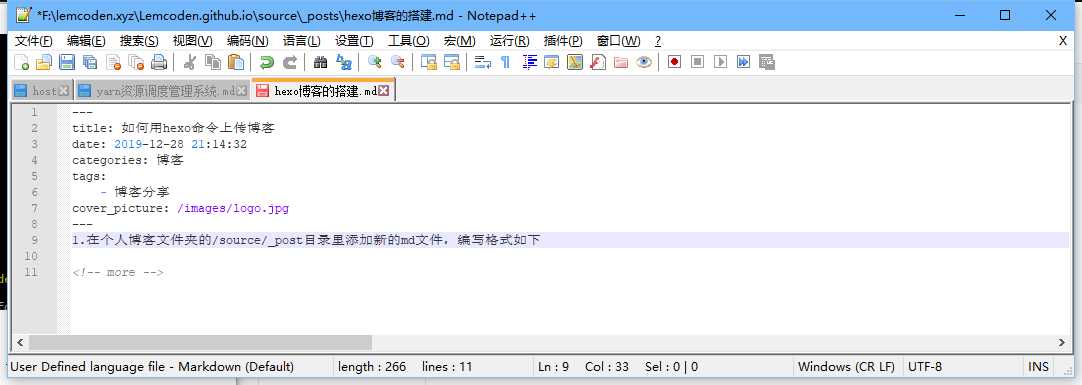 *F:\lemcoden.xyz\Lemcoden.github.io\source\_posts\hexo博客的搭建.md - Notepad++
文件(F) 编辑(E) 搜索(S) 视图(V) 编码(N) 语言(L) 设置(T) 工具(O) 宏(M) 运行(R) 插件(P) 窗口(W) ? X
host yarn资源调度管理系统.md hexo博客的搭建.md
1 ---
2 title: 如何用hexo命令上传博客
3 date: 2019-12-28 21:14:32
4 categories: 博客
5 tags:
6 - 博客分享
7 cover_picture: /images/logo.jpg
8 ---
9 1.在个人博客文件夹的/source/_post目录里添加新的md文件，编写格式如下
10
11 <!-- more -->
User Defined language file - Markdown (Default) length : 266 lines : 11 Ln : 9 Col : 33 Sel : 0 | 0 Windows (CR LF) UTF-8 INS